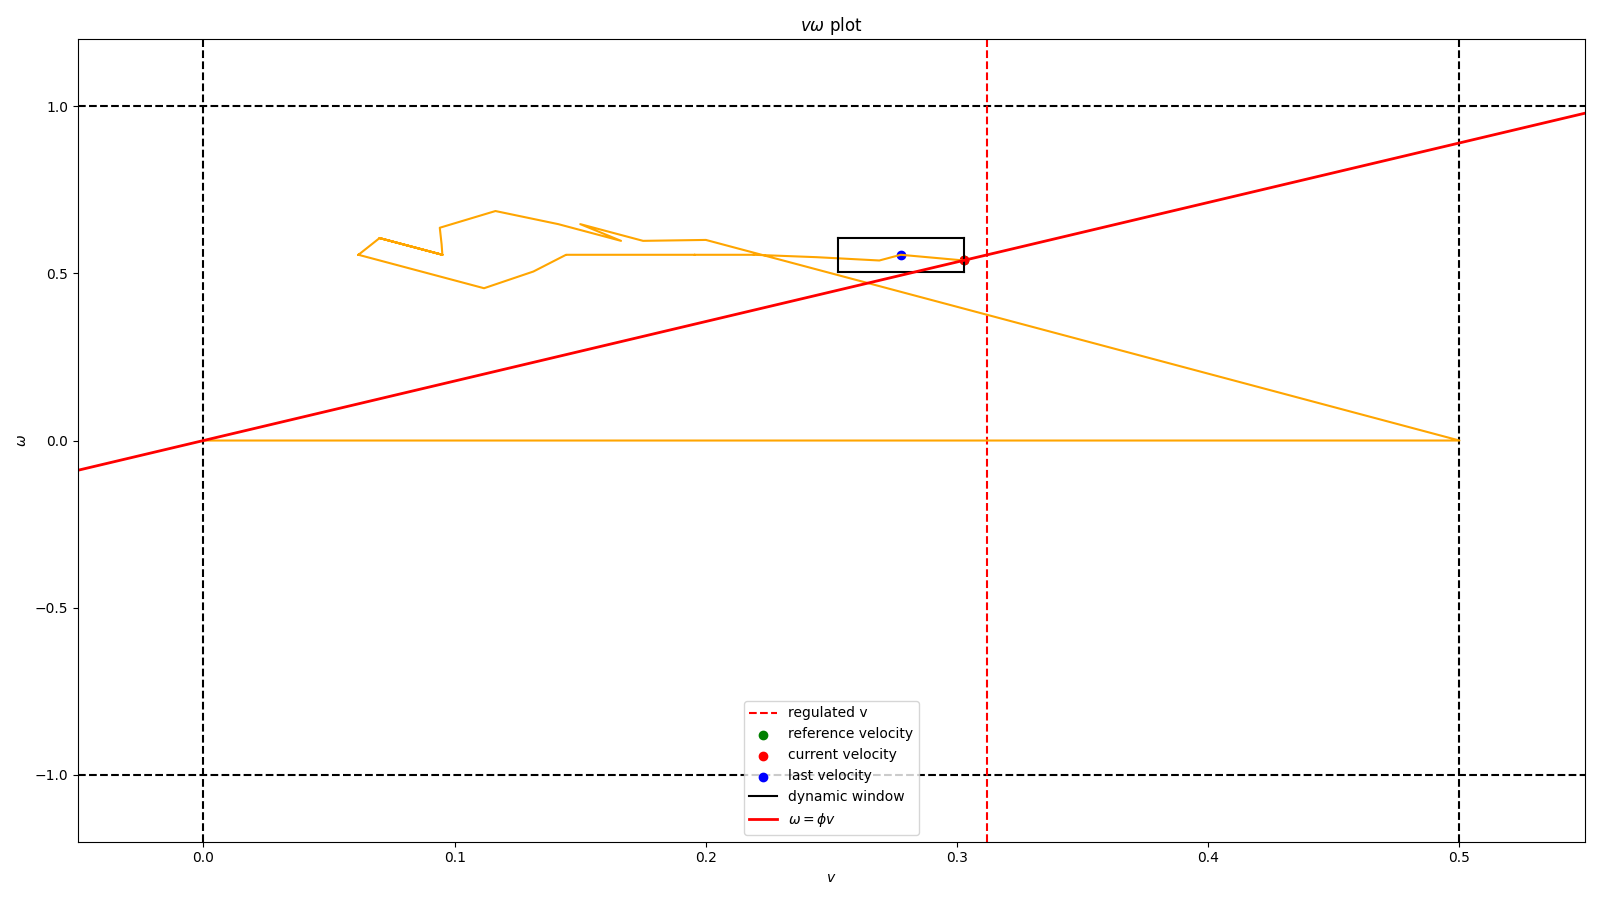 vω plot
1.0
0.5
0.0
−0.5
−1.0
ω
regulated v
reference velocity
current velocity
last velocity
dynamic window
ω = ϕv
0.0 0.1 0.2 0.3 0.4 0.5
v